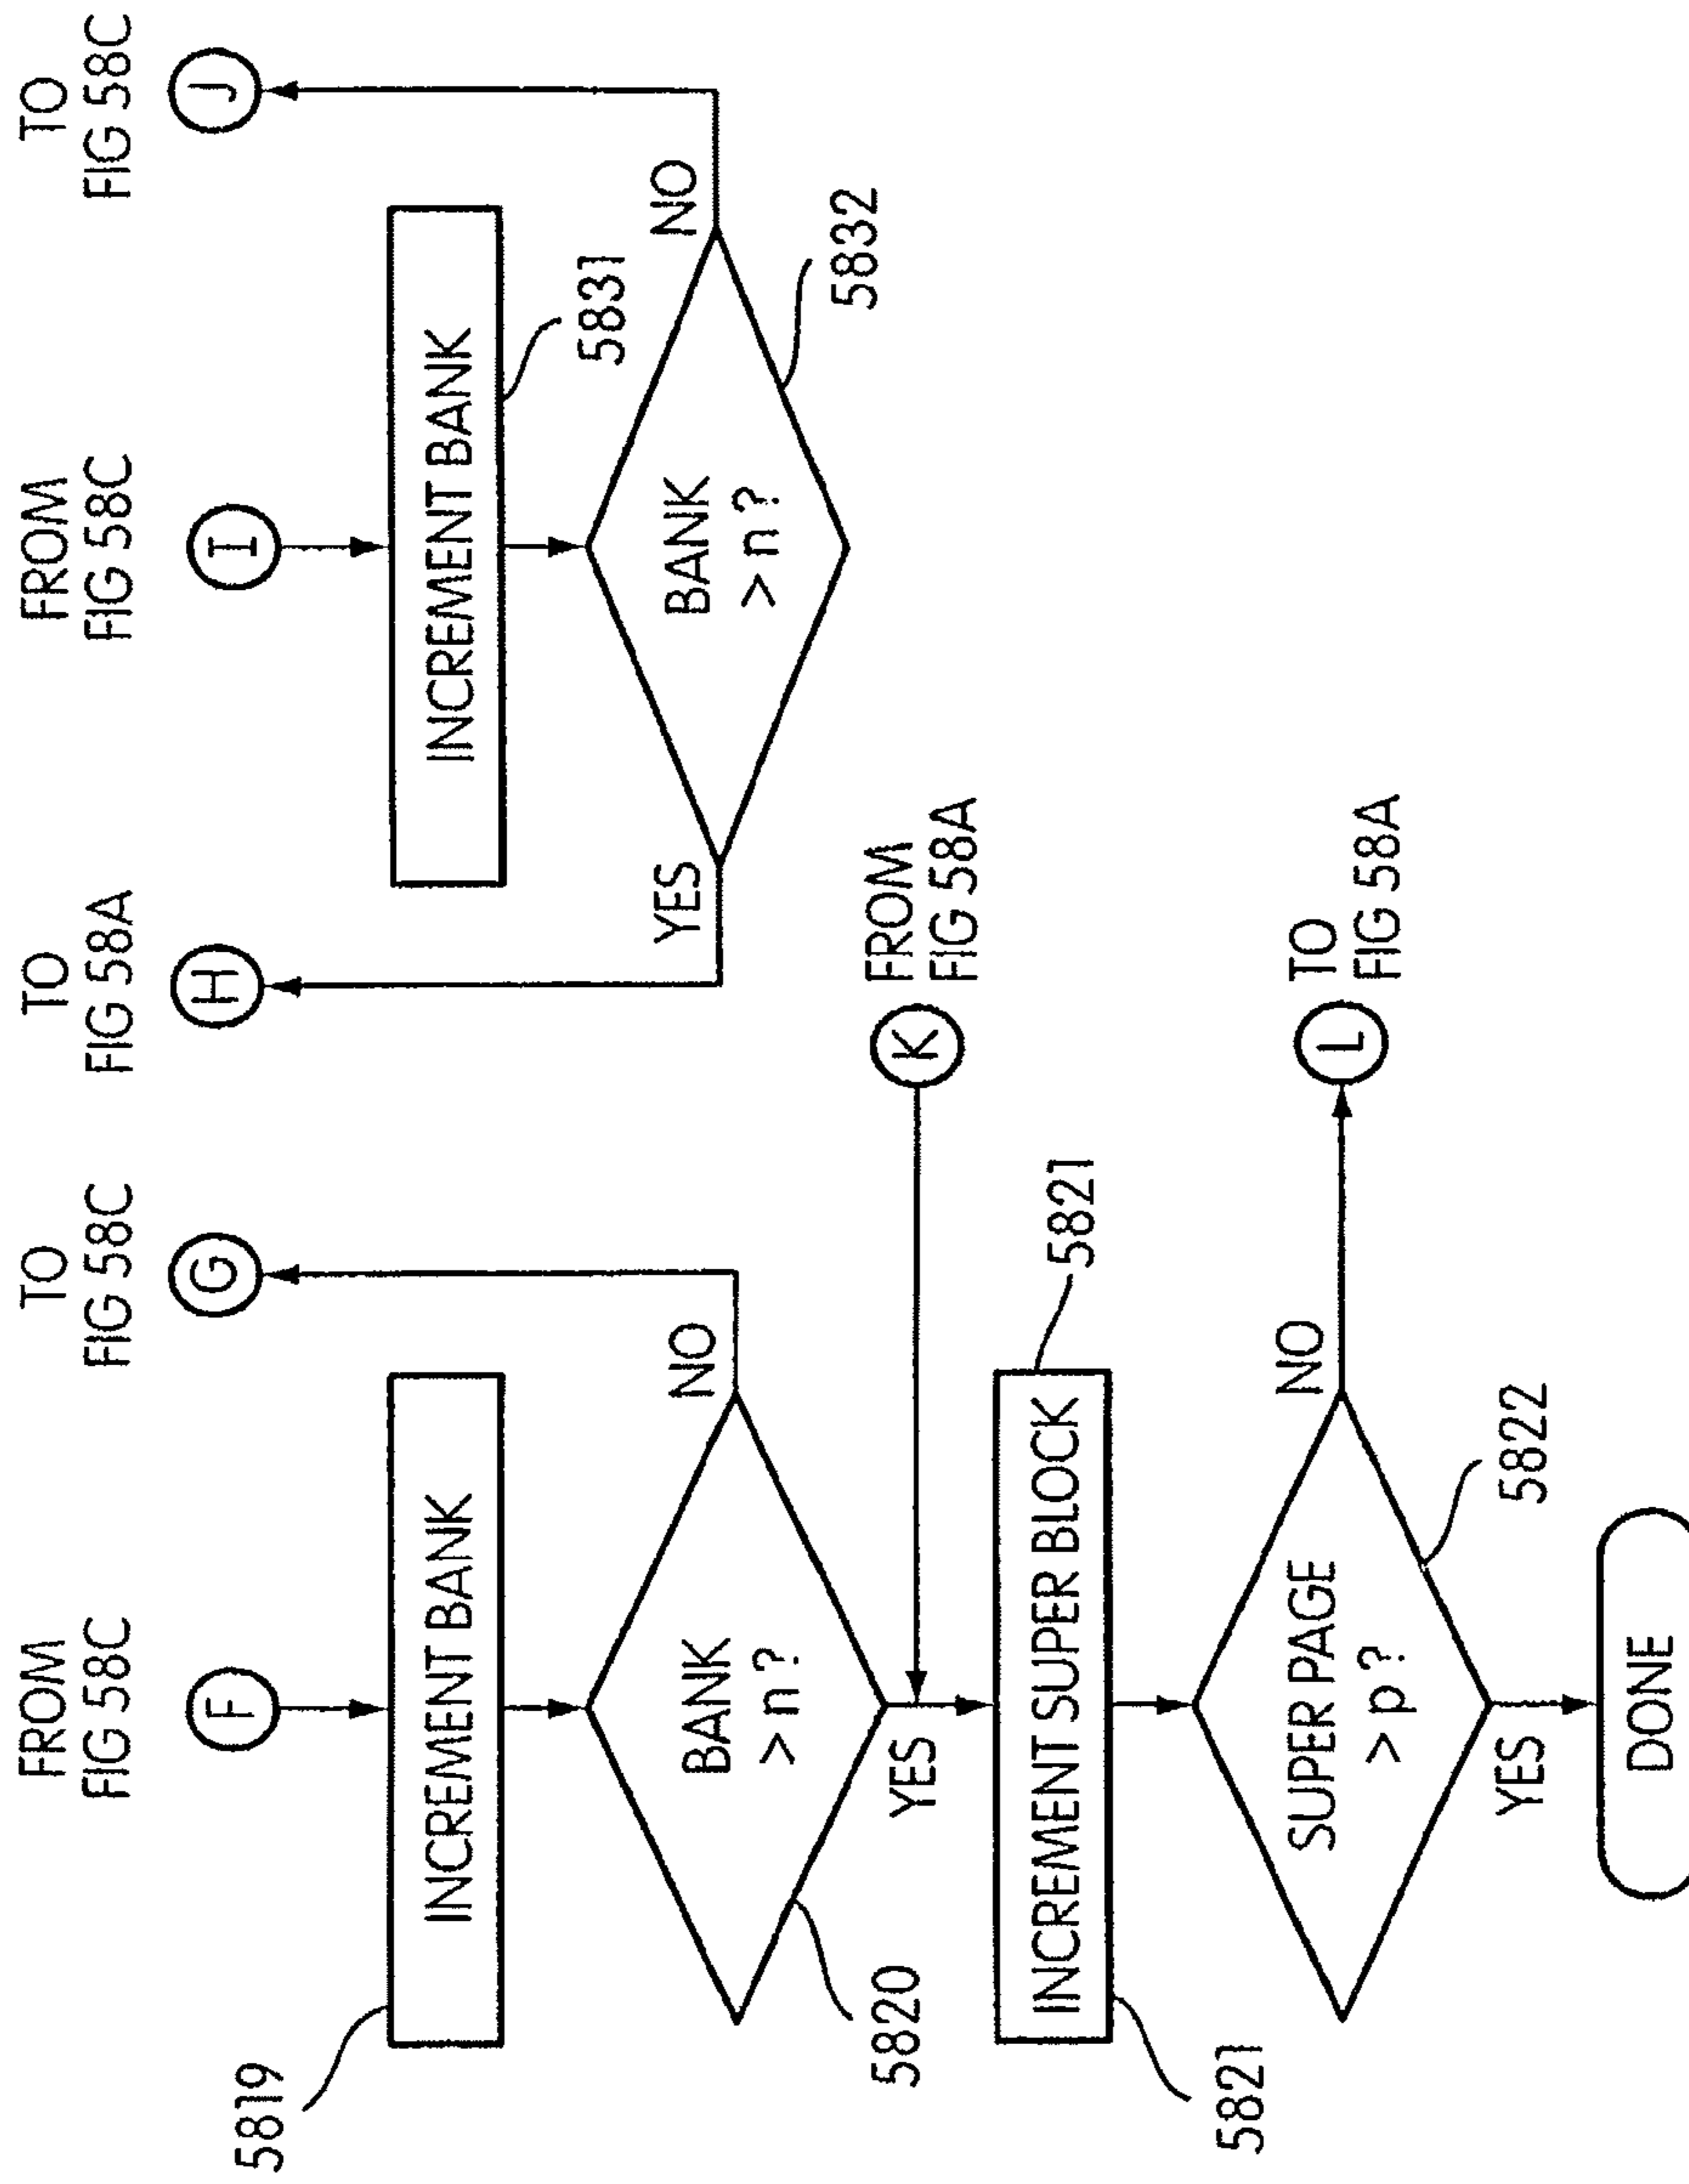 FROM
FIG 58C
F
TO
FIG 58C
G
TO
FIG 58A
H
FROM
FIG 58C
I
TO
FIG 58C
J
5819
INCREMENT BANK
INCREMENT BANK
5831
BANK
> n ?
NO
5820
YES
BANK
> n ?
YES
NO
5832
K
FROM
FIG 58A
INCREMENT SUPER BLOCK
5821
5821
SUPER PAGE
> p ?
NO
5822
YES
L
TO
FIG 58A
DONE